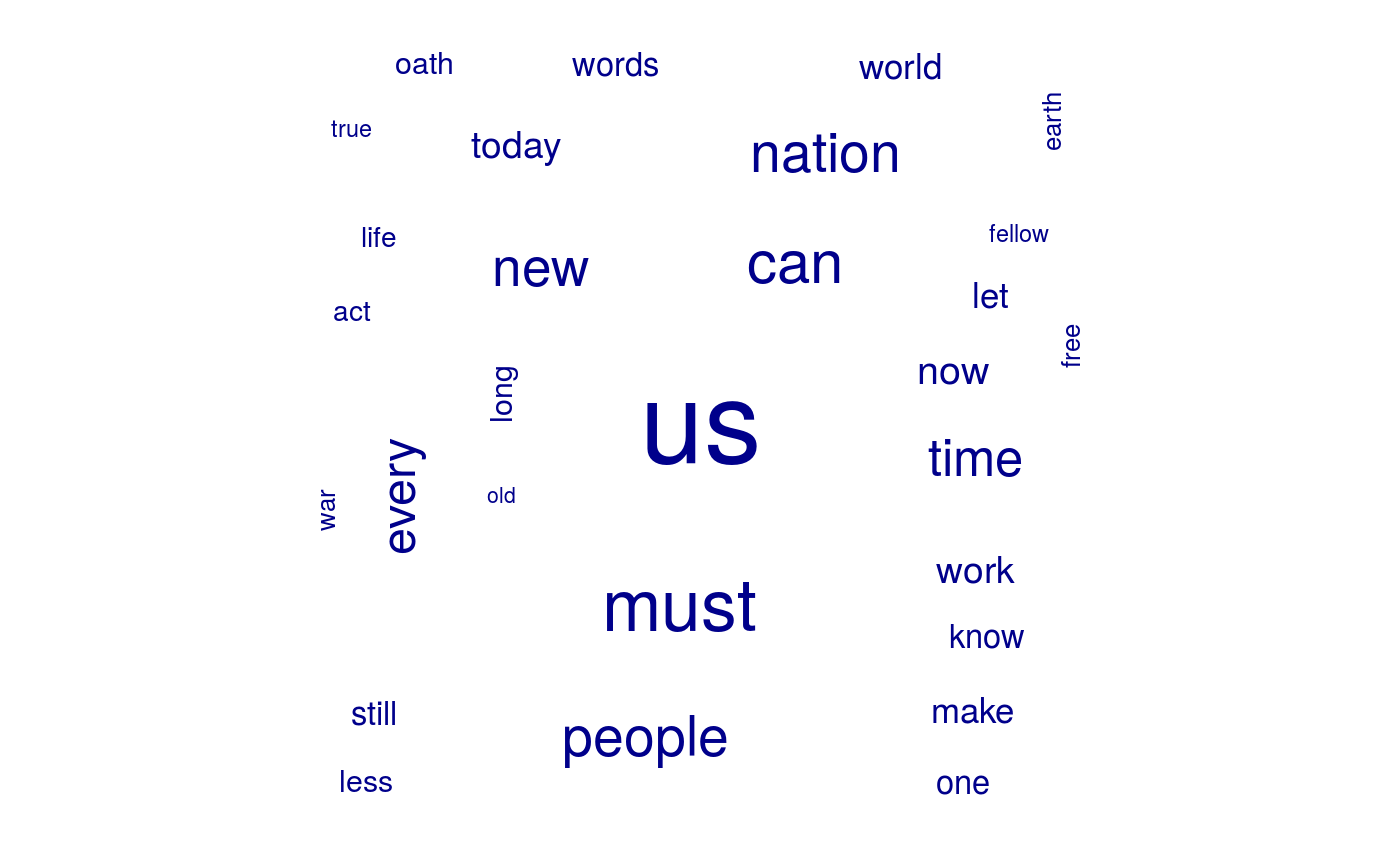 oath words world
earth
true today nation
life new can fellow
act let
long now free
us
every time
war old
must work
know
still people make
less one